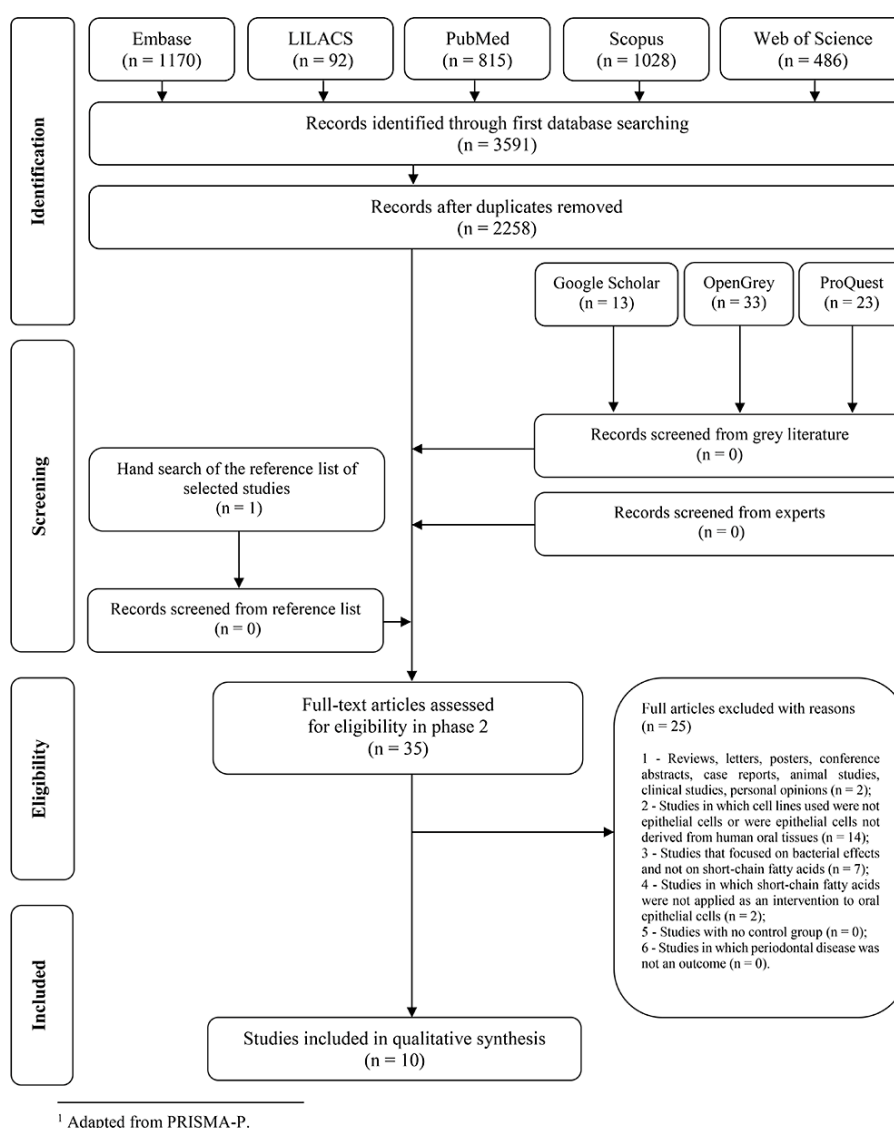 Identification
Embase
(n = 1170)
LILACS
(n = 92)
PubMed
(n = 815)
Scopus
(n = 1028)
Web of Science
(n = 486)
Records identified through first database searching
(n = 3591)
Records after duplicates removed
(n = 2258)
Google Scholar
(n = 13)
OpenGrey
(n = 33)
ProQuest
(n = 23)
Screening
Records screened from grey literature
(n = 0)
Hand search of the reference list of
selected studies
(n = 1)
Records screened from experts
(n = 0)
Records screened from reference list
(n = 0)
Eligibility
Full-text articles assessed
for eligibility in phase 2
(n = 35)
Full articles excluded with reasons
(n = 25)
1 - Reviews, letters, posters, conference
abstracts, case reports, animal studies,
clinical studies, personal opinions (n = 2);
2 - Studies in which cell lines used were not
epithelial cells or were epithelial cells not
derived from human oral tissues (n = 14);
3 - Studies that focused on bacterial effects
and not on short-chain fatty acids (n = 7);
4 - Studies in which short-chain fatty acids
were not applied as an intervention to oral
epithelial cells (n = 2);
5 - Studies with no control group (n = 0);
6 - Studies in which periodontal disease was
not an outcome (n = 0).
Included
Studies included in qualitative synthesis
(n = 10)
¹ Adapted from PRISMA-P.